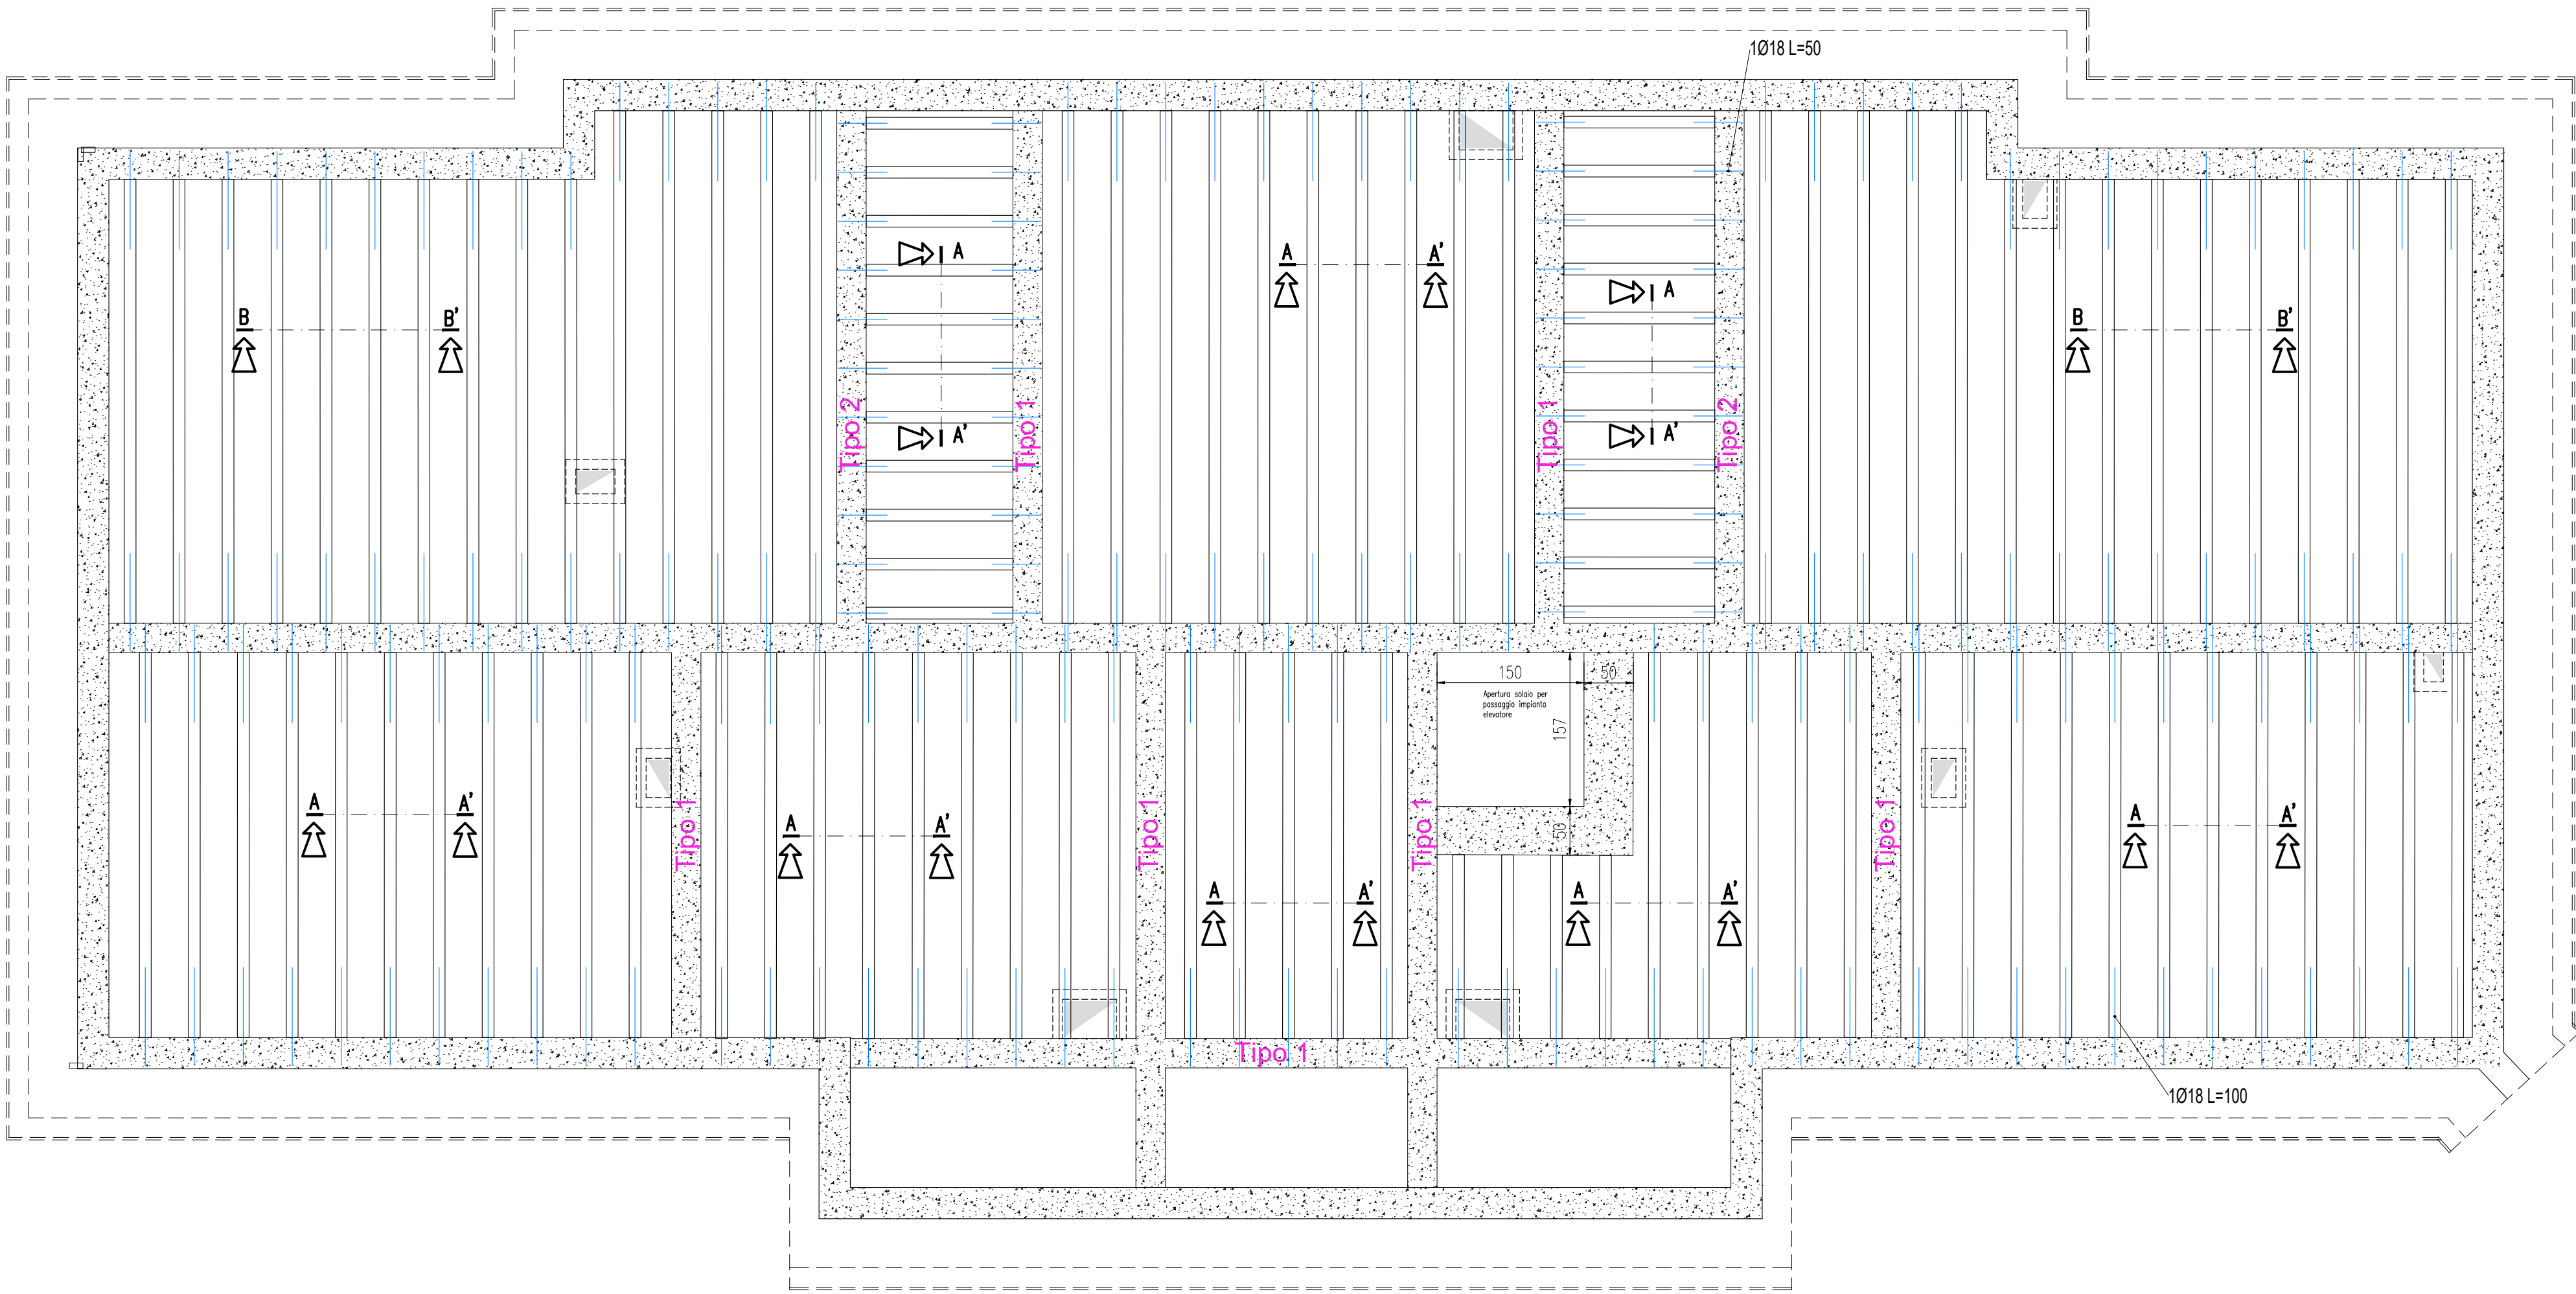 1Ø18 L=50
A
A
A'
A
B
B'
B
B'
Tipo 2
Tipo 1
Tipo 1
Tipo 2
A'
A'
150
50
Apertura solaio per
passaggio impianto
elevatore
157
A
A'
Tipo 1
A
A'
Tipo 1
Tipo 1
50
Tipo 1
A
A'
A
A'
A
A'
Tipo 1
1Ø18 L=100